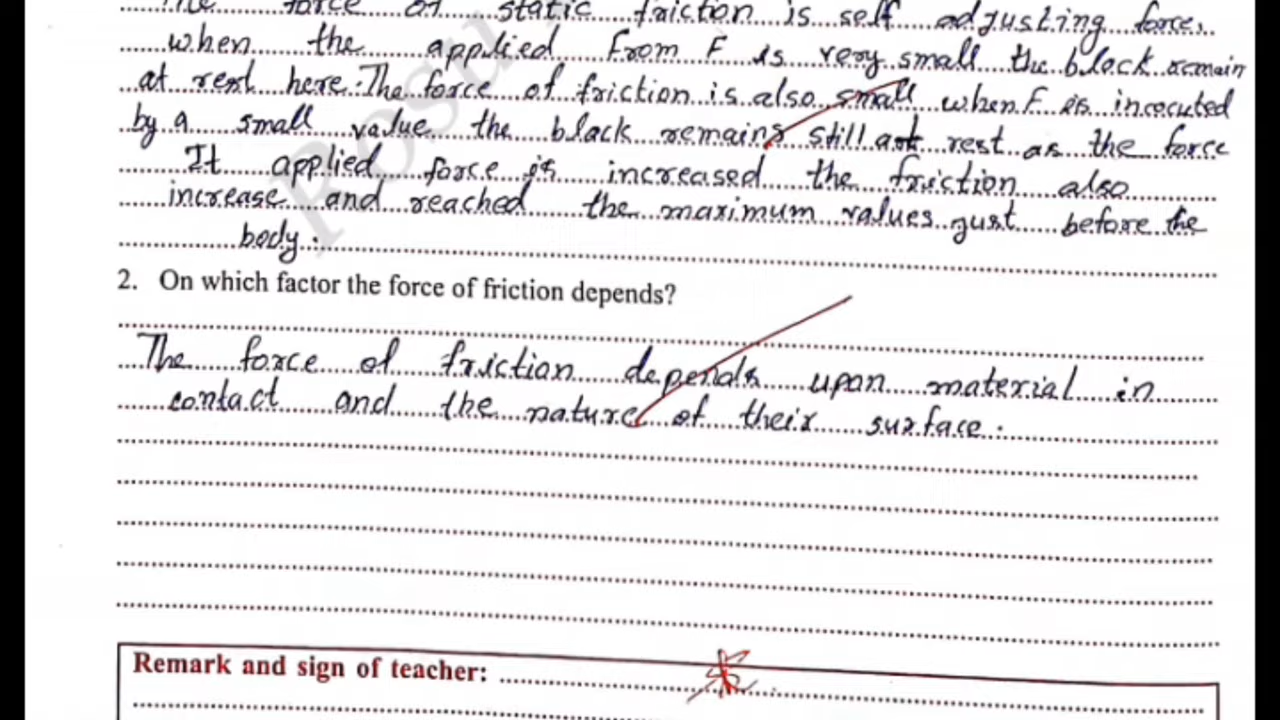 The force of static friction is self adjusting force,
when the applied from F is very small the black remain
at rest here. The force of friction is also small when F is incecuted
by a small value the black remains still at rest as the force
It applied force is increased the friction also
increase and reached the maximum values just before the
body.
2. On which factor the force of friction depends?
The force of friction depends upon material in
contact and the nature of their surface.
Remark and sign of teacher: